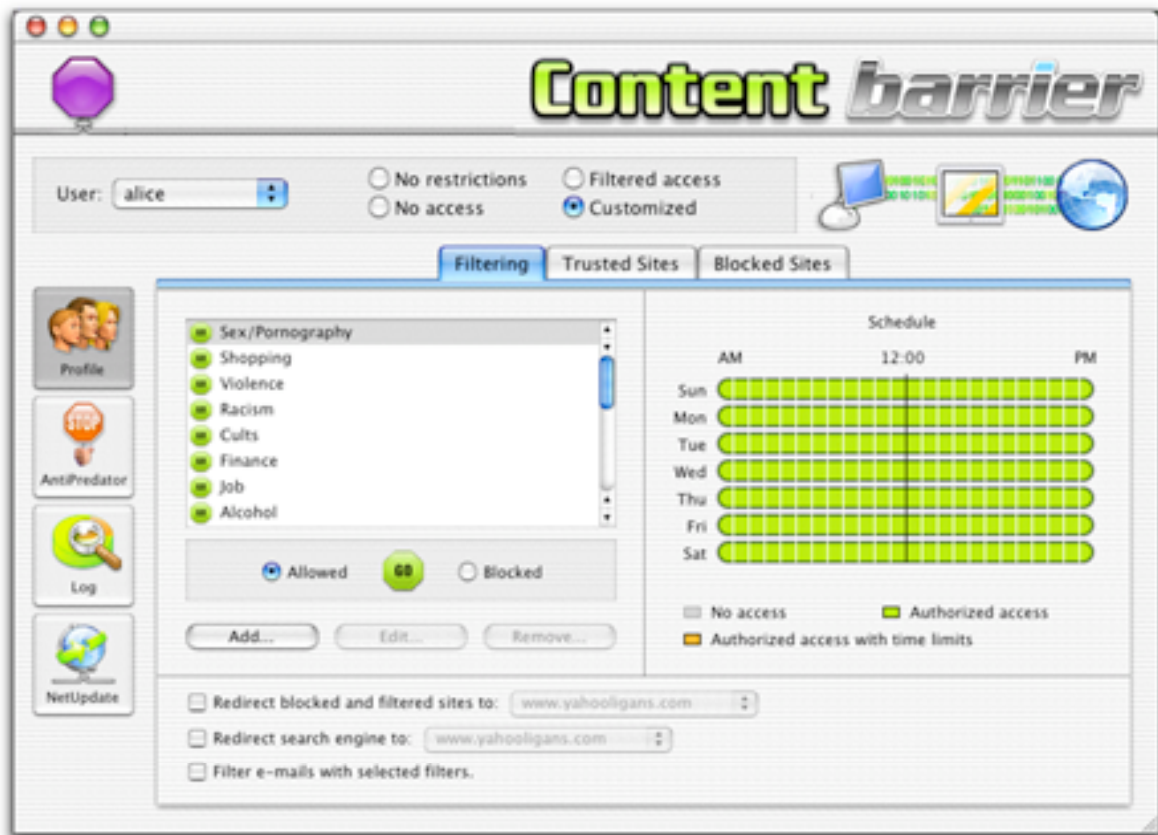 Content barrier
User: alice
No restrictions
Filtered access
No access
Customized
Filtering
Trusted Sites
Blocked Sites
Profile
STOP
AntiPredator
Log
NetUpdate
Sex/Pornography
Shopping
Violence
Racism
Cults
Finance
Job
Alcohol
Allowed
GO
Blocked
Add...
Edit...
Remove...
Schedule
AM 12:00 PM
Sun
Mon
Tue
Wed
Thu
Fri
Sat
No access
Authorized access
Authorized access with time limits
Redirect blocked and filtered sites to: www.yahooligans.com
Redirect search engine to: www.yahooligans.com
Filter e-mails with selected filters.